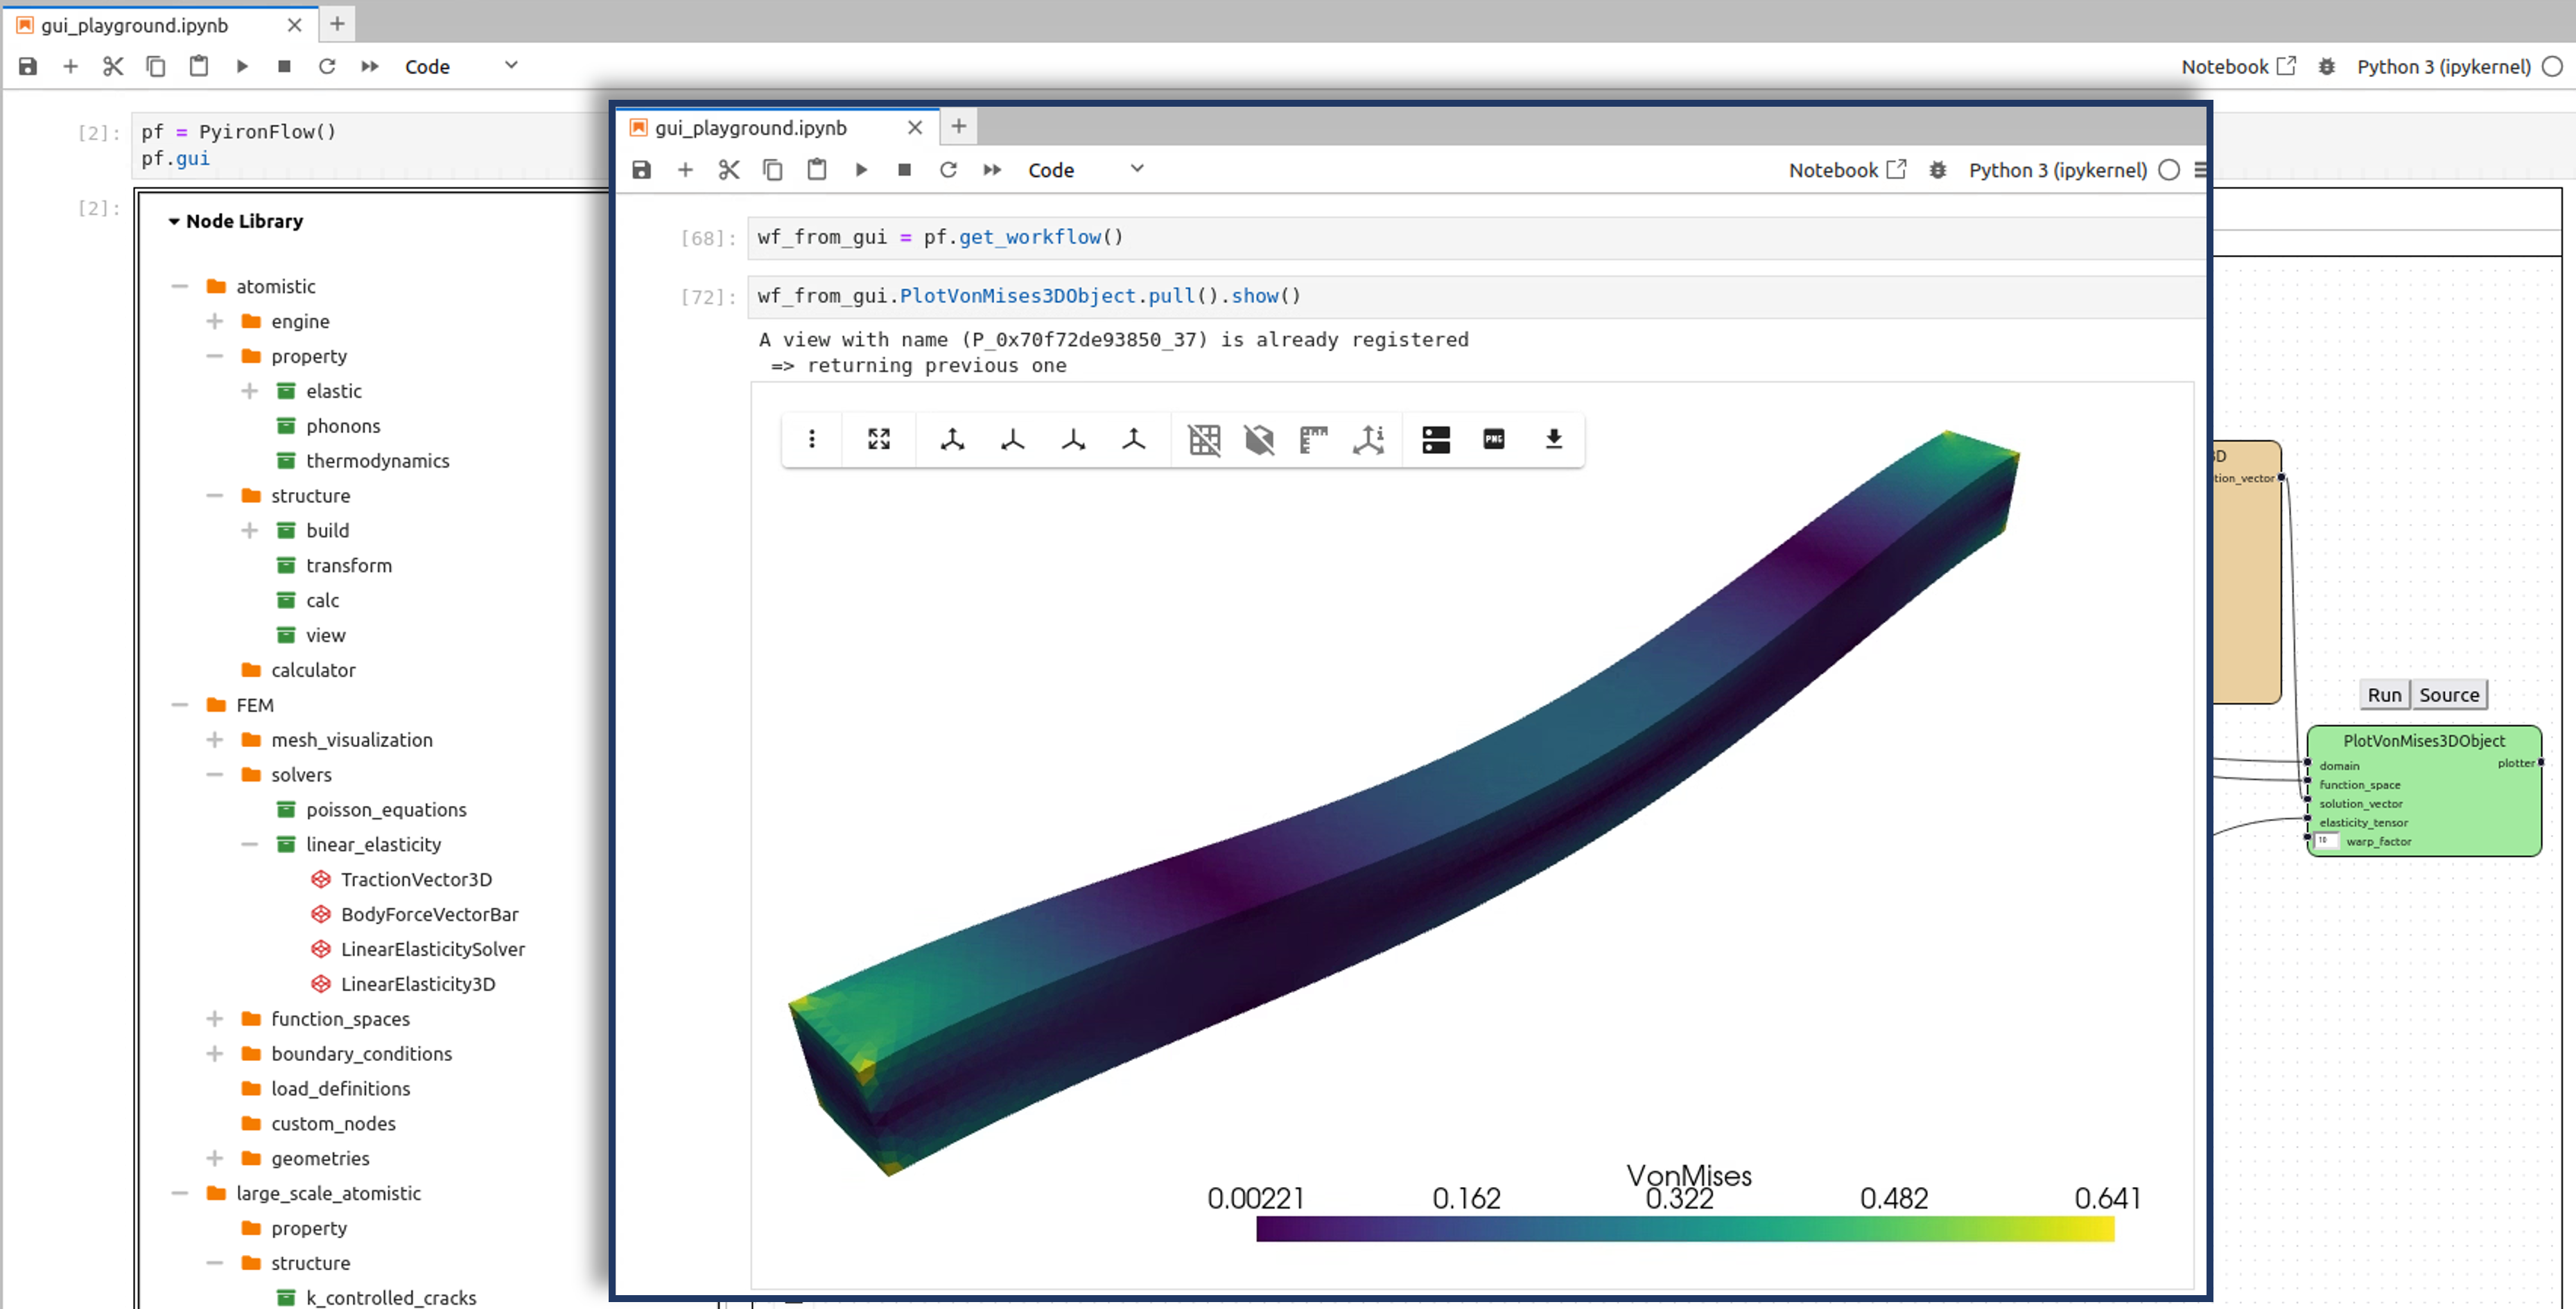 gui_playground.ipynb
Code
Notebook
Python 3 (ipykernel)
[2]:
pf = PyironFlow()
pf.gui
[2]:
Node Library
atomistic
engine
property
elastic
phonons
thermodynamics
structure
build
transform
calc
view
calculator
FEM
mesh_visualization
solvers
poisson_equations
linear_elasticity
TractionVector3D
BodyForceVectorBar
LinearElasticitySolver
LinearElasticity3D
function_spaces
boundary_conditions
load_definitions
custom_nodes
geometries
large_scale_atomistic
property
structure
k_controlled_cracks
gui_playground.ipynb
Code
Notebook
Python 3 (ipykernel)
[68]:
wf_from_gui = pf.get_workflow()
[72]:
wf_from_gui.PlotVonMises3DObject.pull().show()
A view with name (P_0x70f72de93850_37) is already registered
=> returning previous one
i
PNG
VonMises
0.00221 0.162 0.322 0.482 0.641
3D
tion_vector
Run Source
PlotVonMises3DObject
domain
plotter
function_space
solution_vector
elasticity_tensor
10 warp_factor